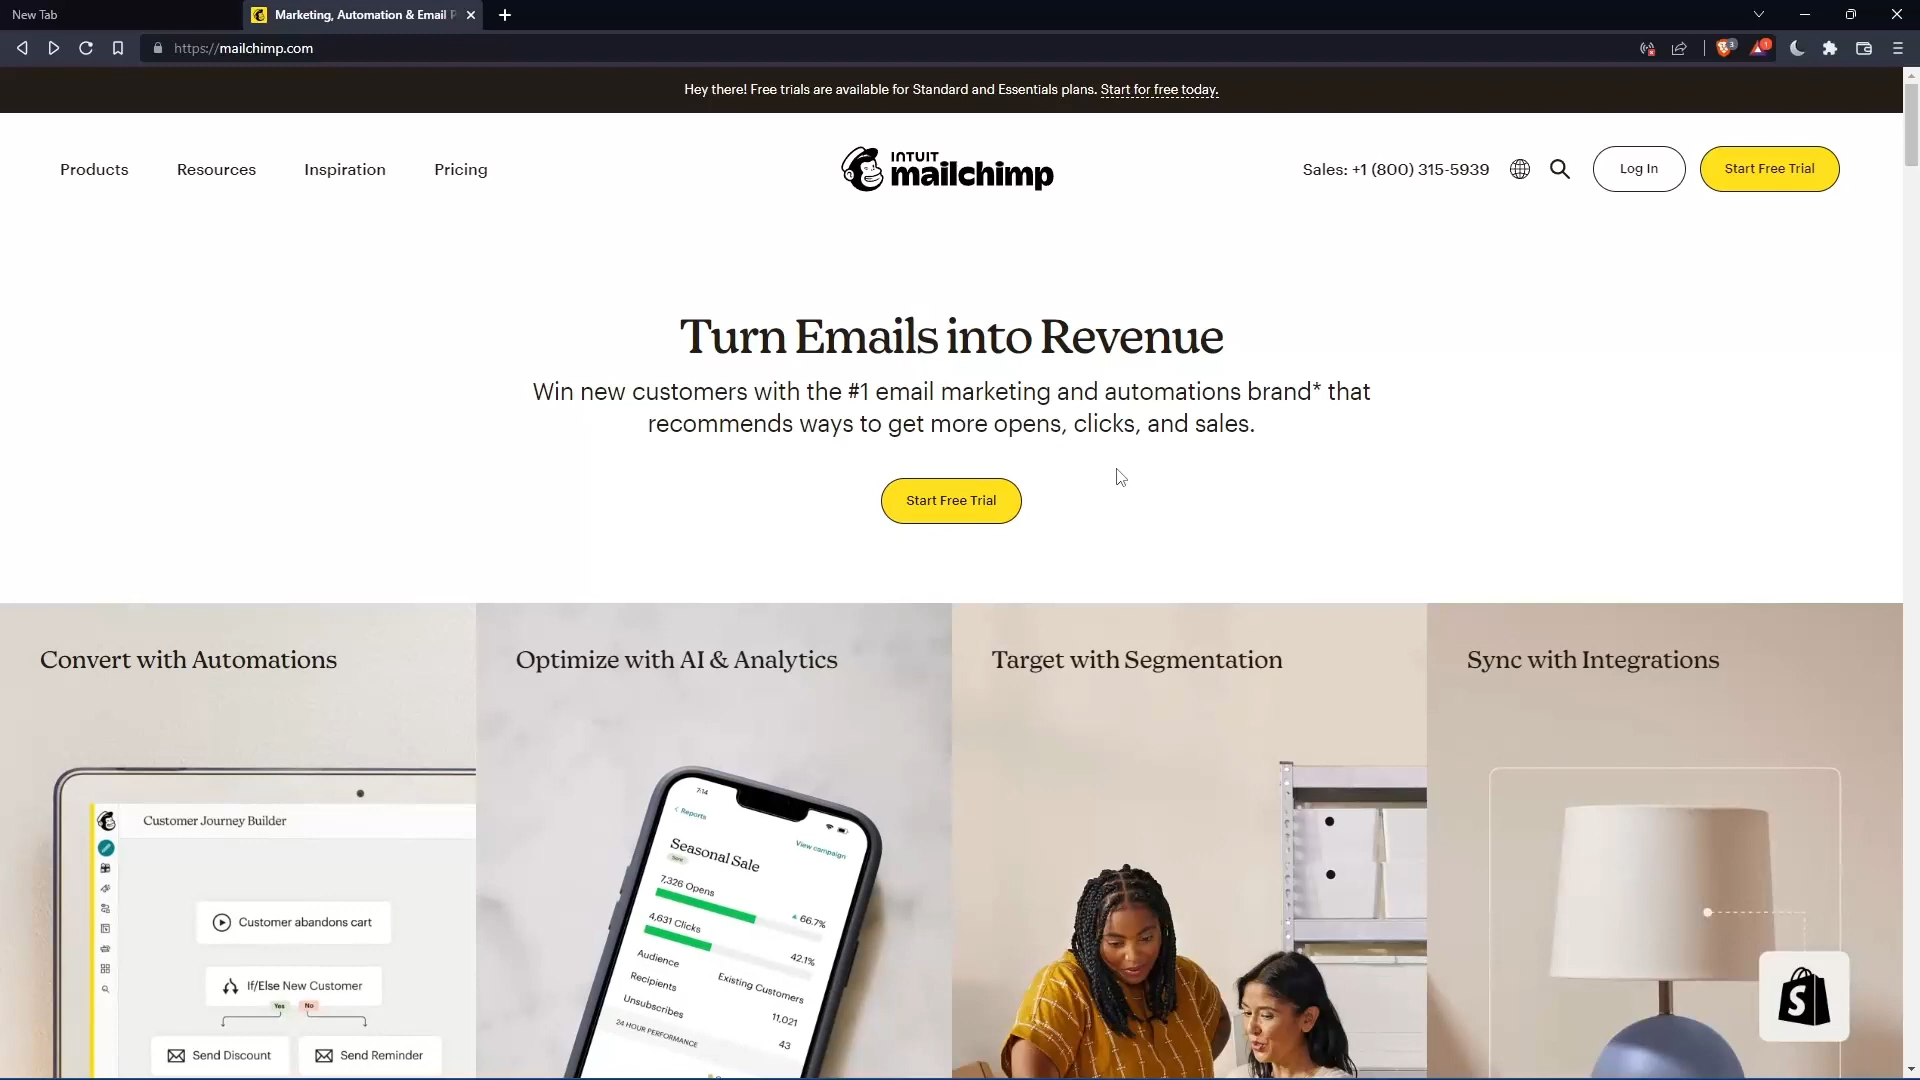 New Tab
Marketing, Automation & Email
https://mailchimp.com
3
1
Hey there! Free trials are available for Standard and Essentials plans. Start for free today.
Products
Resources
Inspiration
Pricing
INTUIT
mailchimp
Sales: +1 (800) 315-5939
Log In
Start Free Trial
Turn Emails into Revenue
Win new customers with the #1 email marketing and automations brand* that
recommends ways to get more opens, clicks, and sales.
Start Free Trial
Convert with Automations
Customer Journey Builder
Customer abandons cart
If/Else New Customer
Yes
No
Send Discount
Send Reminder
Optimize with AI & Analytics
7:14
Reports
View campaign
Seasonal Sale
Sent
7,326 Opens
66.7%
4,631 Clicks
42.1%
Audience
Existing Customers
Recipients
11,021
Unsubscribes
43
24 HOUR PERFORMANCE
Target with Segmentation
Sync with Integrations
S